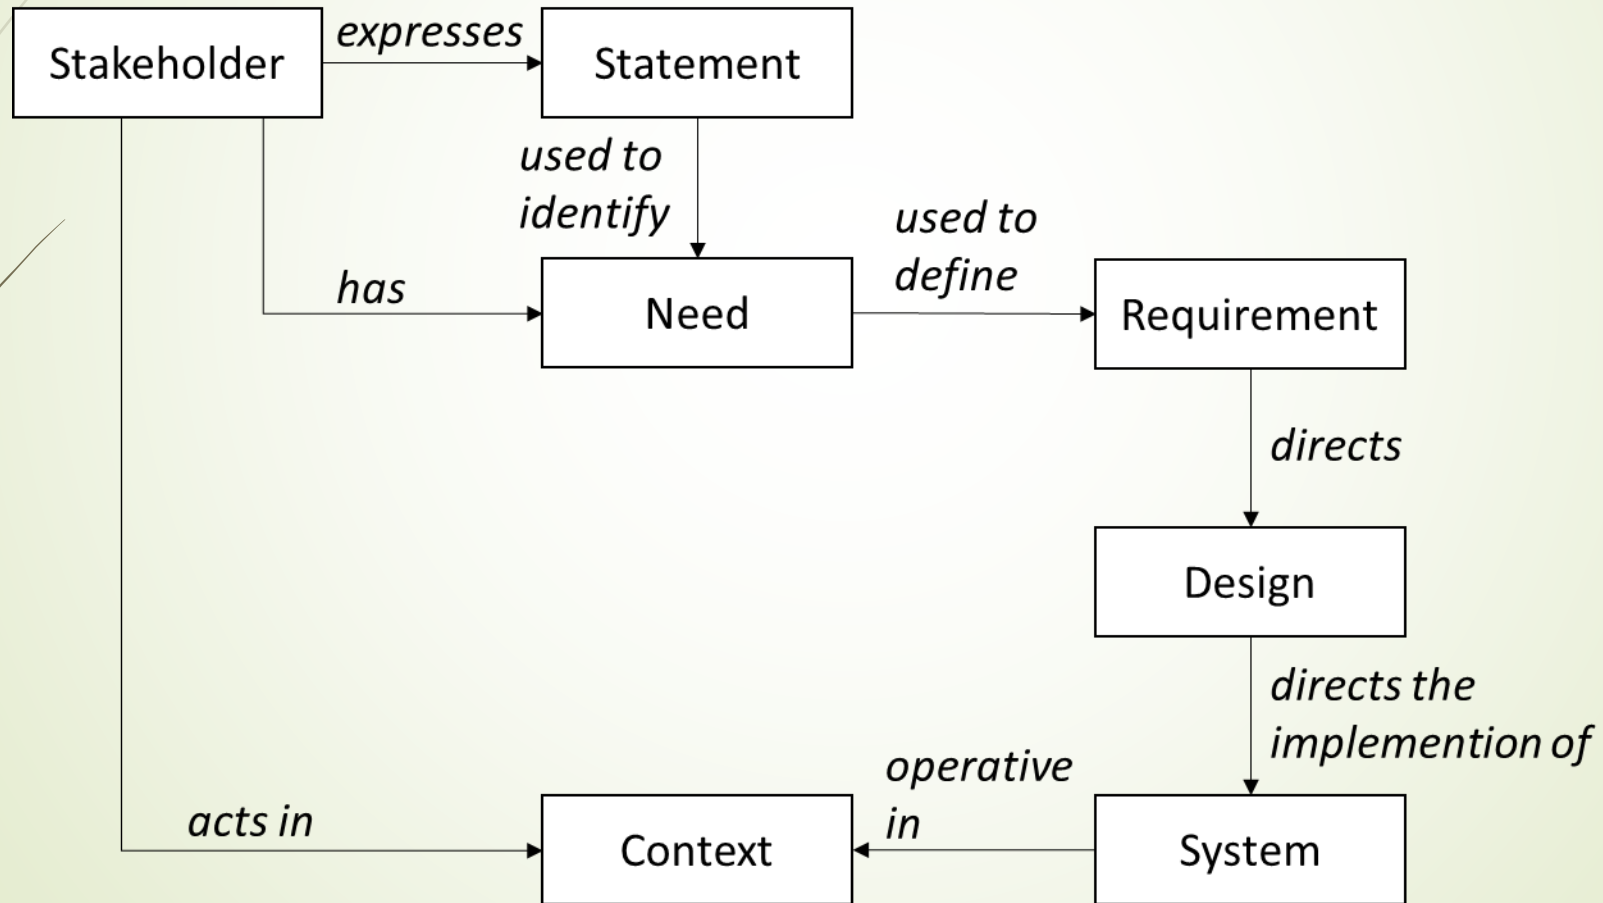 Stakeholder
expresses
Statement
used to
identify
used to
define
has
Need
Requirement
directs
Design
directs the
implemention of
operative
in
acts in
Context
System